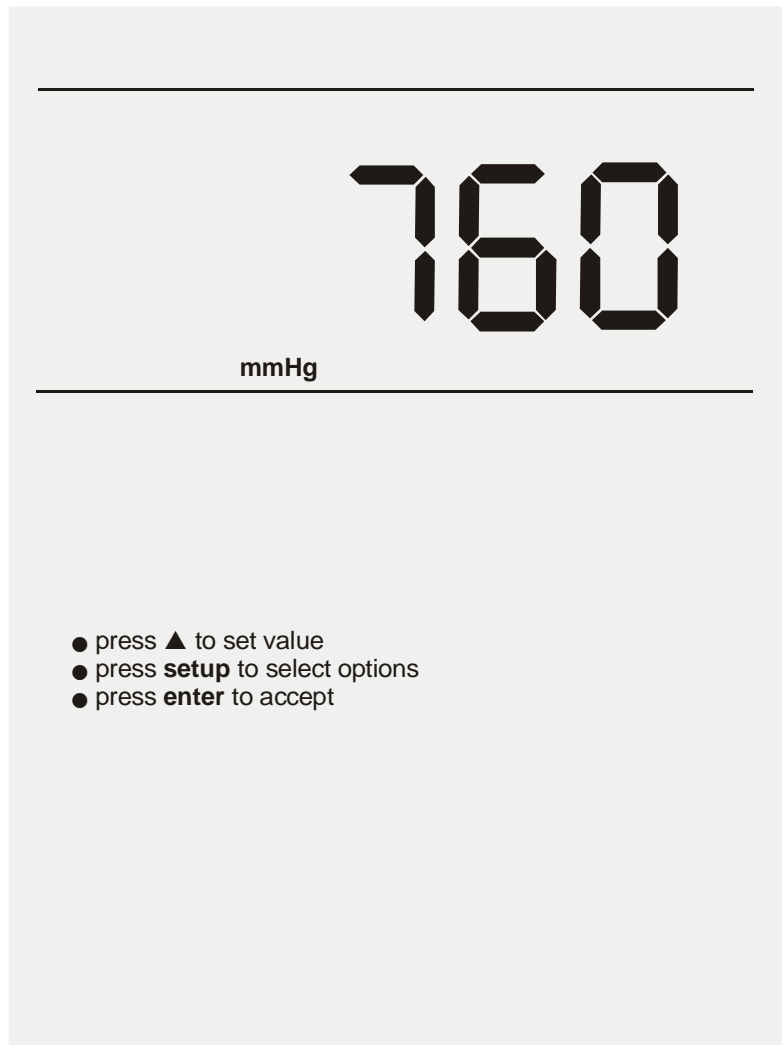 760
mmHg
● press ▲ to set value
● press setup to select options
● press enter to accept